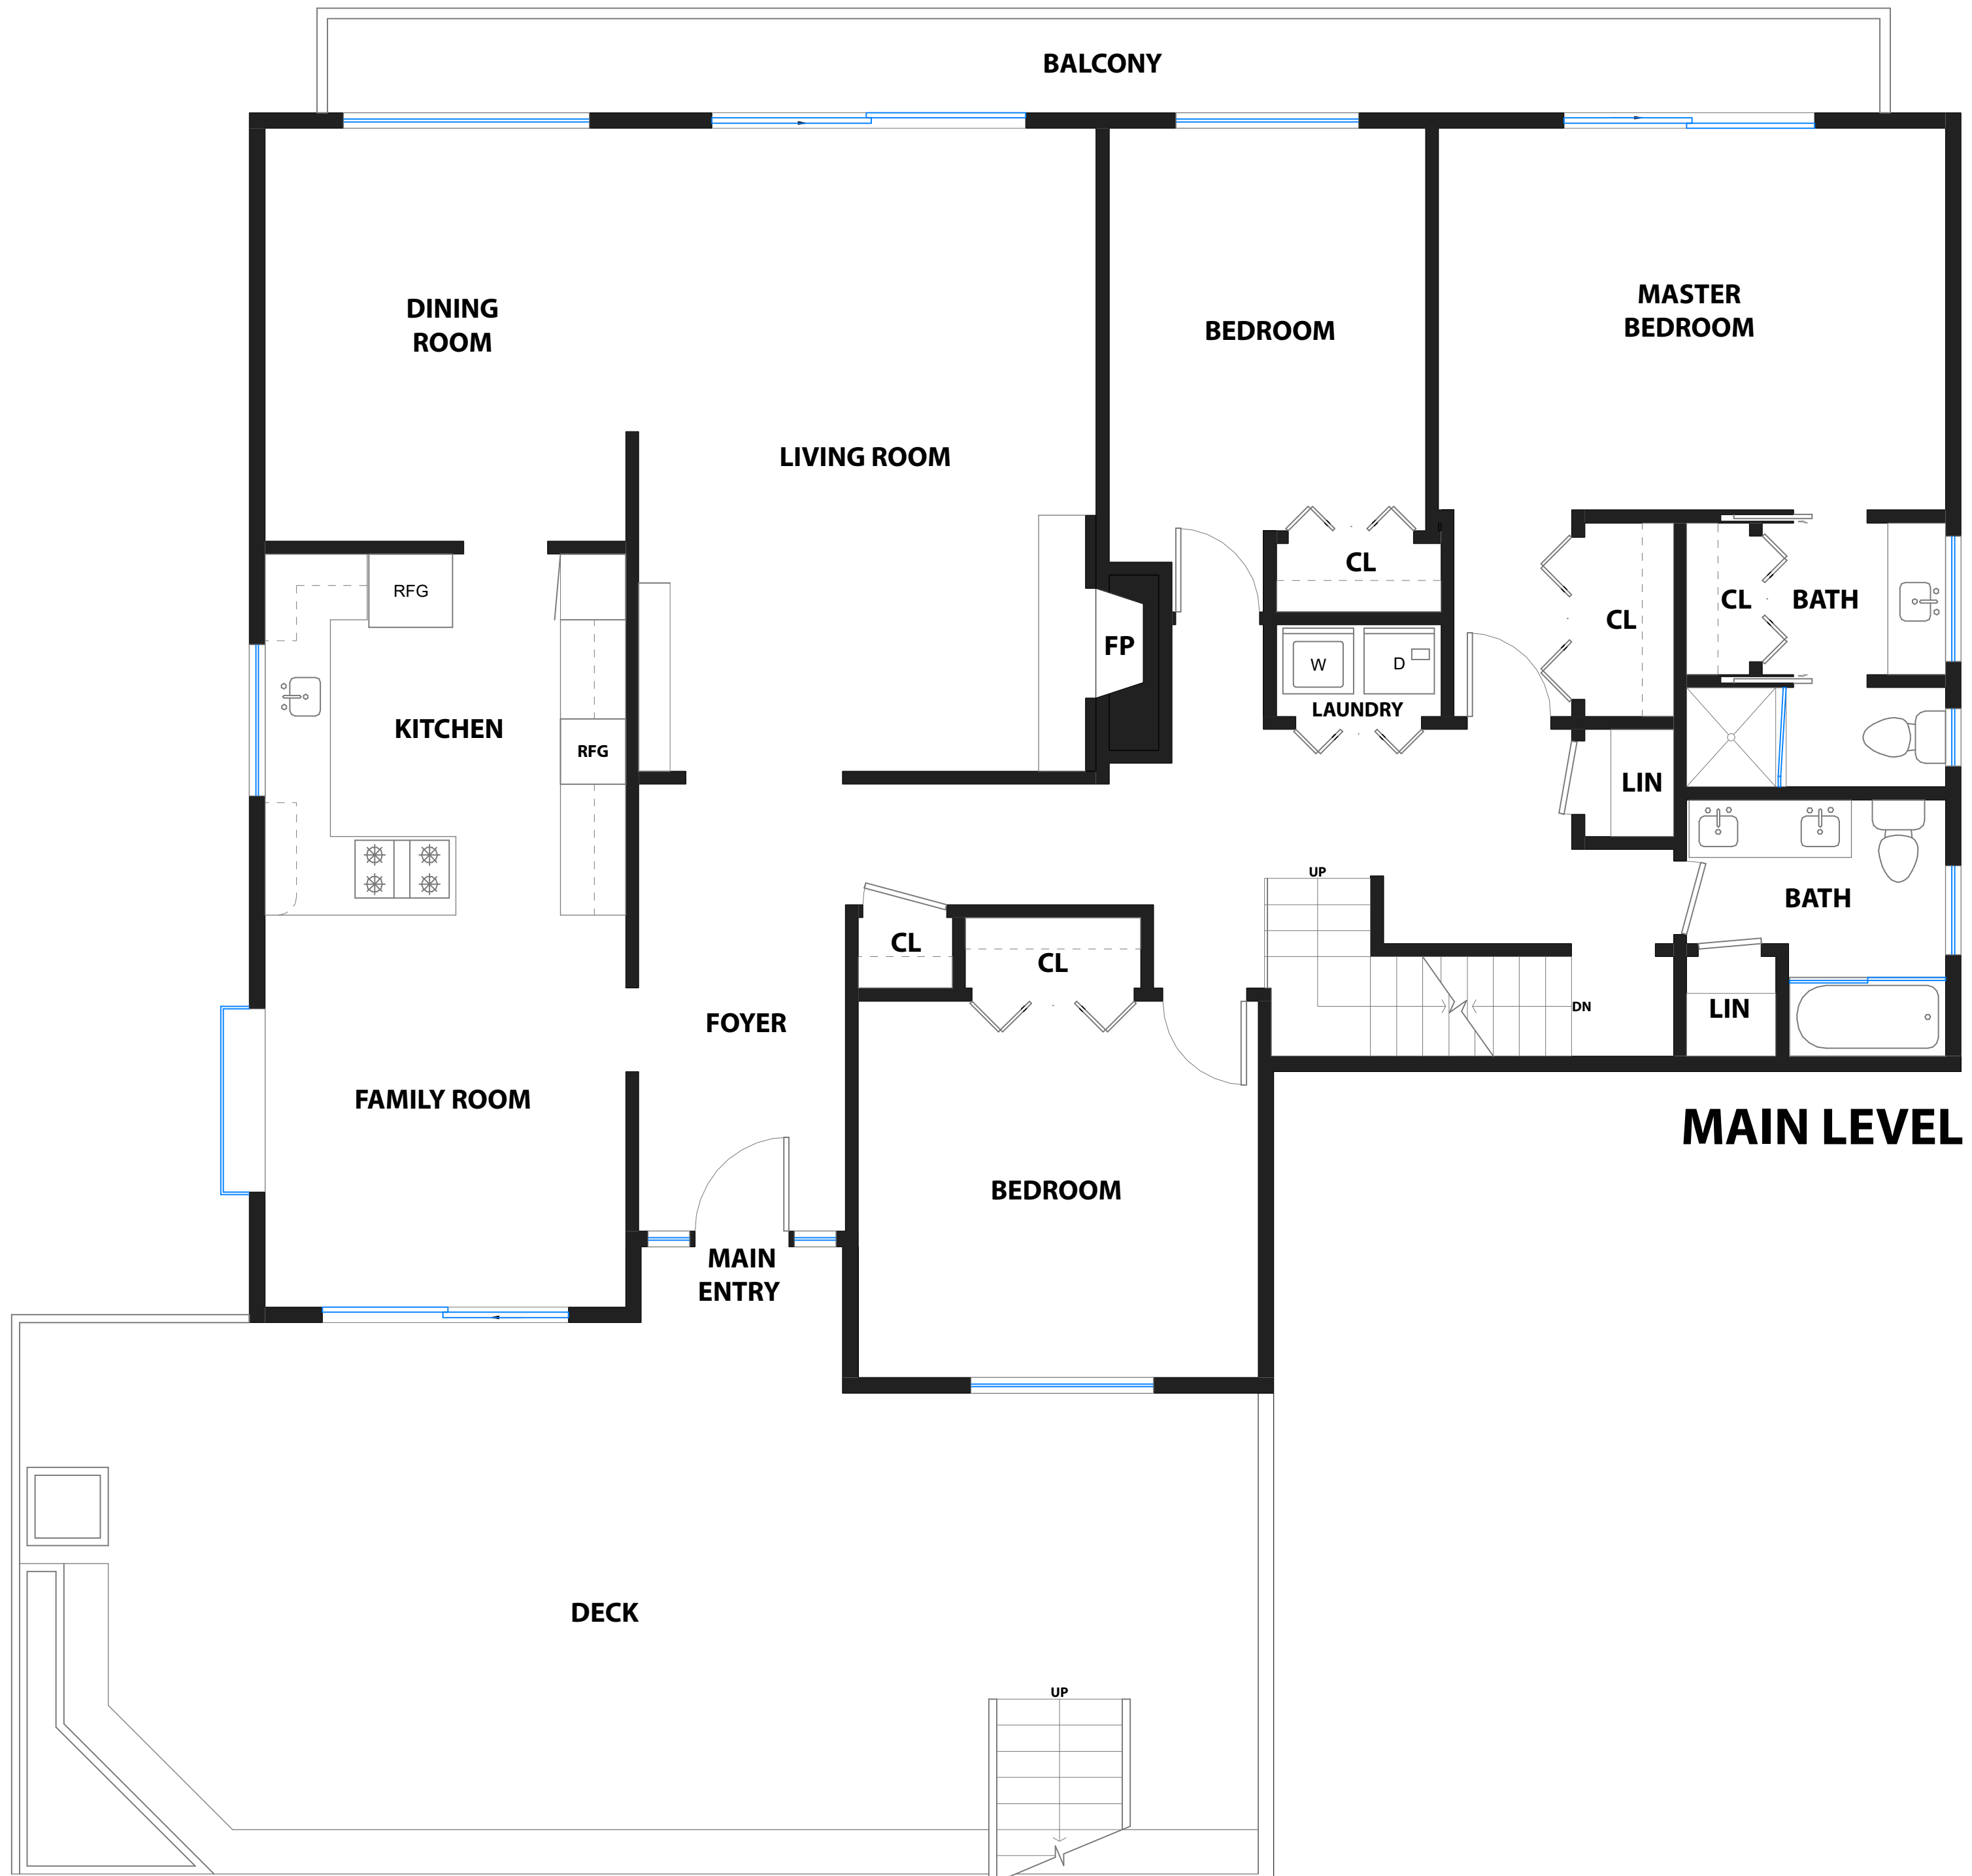 BALCONY
DINING
ROOM
LIVING ROOM
BEDROOM
MASTER
BEDROOM
RFG
CL
CL
CL
BATH
FP
W
D
LAUNDRY
KITCHEN
RFG
LIN
UP
BATH
CL
CL
DN
LIN
FOYER
FAMILY ROOM
MAIN LEVEL
BEDROOM
MAIN
ENTRY
DECK
UP